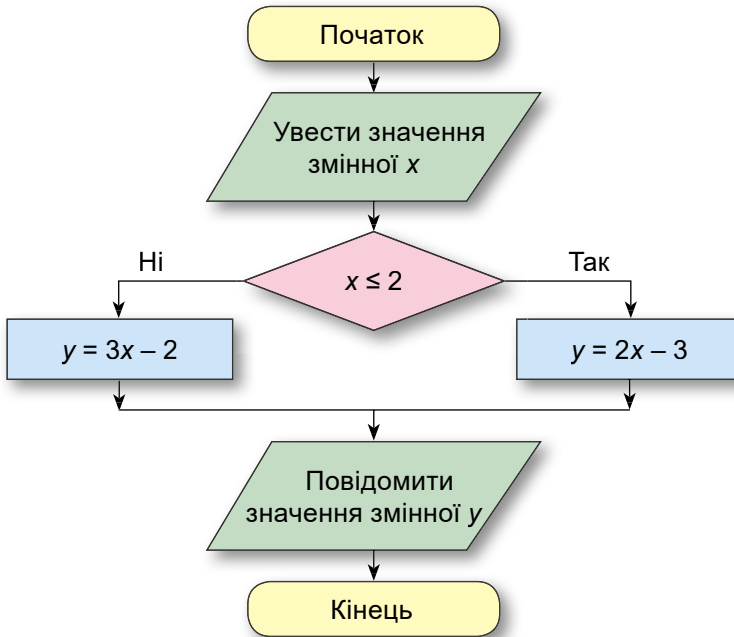 Початок
Увести значення
змінної x
Ні
x ≤ 2
Так
y = 3x – 2
y = 2x – 3
Повідомити
значення змінної y
Кінець